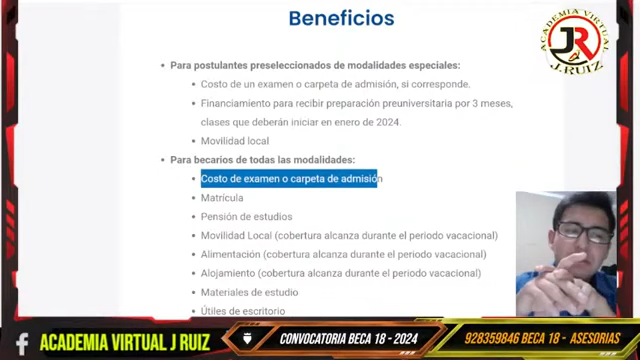 Beneficios
Para postulantes preseleccionados de modalidades especiales:
Costo de un examen o carpeta de admisión, si corresponde.
Financiamiento para recibir preparación preuniversitaria por 3 meses,
clases que deberán iniciar en enero de 2024.
Movilidad local
Para becarios de todas las modalidades:
Costo de examen o carpeta de admisión
Matrícula
Pensión de estudios
Movilidad Local (cobertura alcanza durante el periodo vacacional)
Alimentación (cobertura alcanza durante el periodo vacacional)
Alojamiento (cobertura alcanza durante el periodo vacacional)
Materiales de estudio
Útiles de escritorio
ACADEMIA VIRTUAL
JR
J.RUIZ
f ACADEMIA VIRTUAL J RUIZ
CONVOCATORIA BECA 18 - 2024
928359846 BECA 18 - ASESORIAS